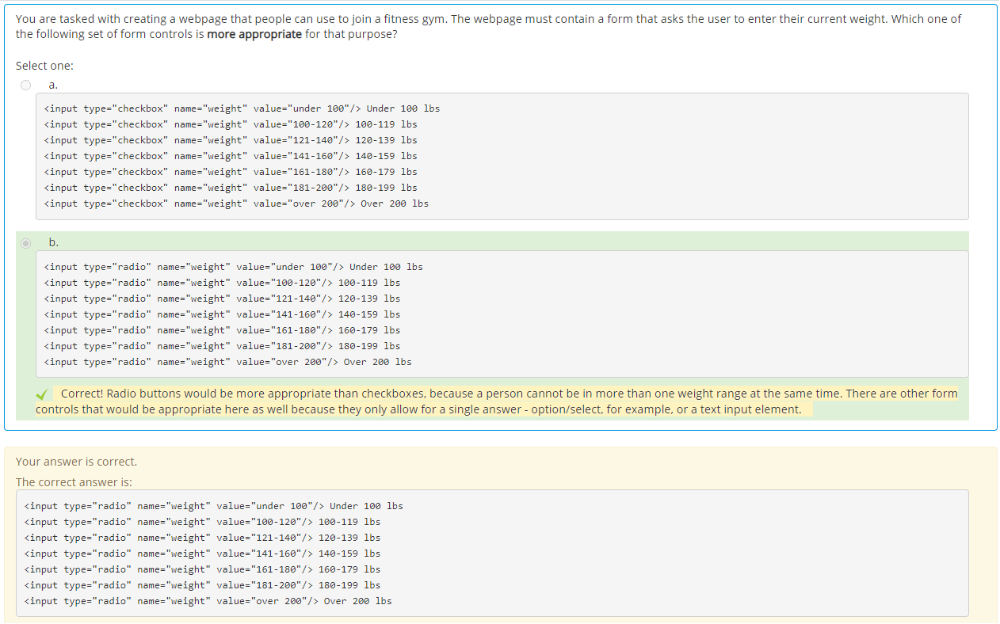 You are tasked with creating a webpage that people can use to join a fitness gym. The webpage must contain a form that asks the user to enter their current weight. Which one of
the following set of form controls is more appropriate for that purpose?
Select one:
a.
<input type="checkbox" name="weight" value="under 100"/> Under 100 lbs
<input type="checkbox" name="weight" value="100-120"/> 100-119 lbs
<input type="checkbox" name="weight" value="121-140"/> 120-139 lbs
<input type="checkbox" name="weight" value="141-160"/> 140-159 lbs
<input type="checkbox" name="weight" value="161-180"/> 160-179 lbs
<input type="checkbox" name="weight" value="181-200"/> 180-199 lbs
<input type="checkbox" name="weight" value="over 200"/> Over 200 lbs
b.
<input type="radio" name="weight" value="under 100"/> Under 100 lbs
<input type="radio" name="weight" value="100-120"/> 100-119 lbs
<input type="radio" name="weight" value="121-140"/> 120-139 lbs
<input type="radio" name="weight" value="141-160"/> 140-159 lbs
<input type="radio" name="weight" value="161-180"/> 160-179 lbs
<input type="radio" name="weight" value="181-200"/> 180-199 lbs
<input type="radio" name="weight" value="over 200"/> Over 200 lbs
Correct! Radio buttons would be more appropriate than checkboxes, because a person cannot be in more than one weight range at the same time. There are other form
controls that would be appropriate here as well because they only allow for a single answer - option/select, for example, or a text input element.
Your answer is correct.
The correct answer is:
<input type="radio" name="weight" value="under 100"/> Under 100 lbs
<input type="radio" name="weight" value="100-120"/> 100-119 lbs
<input type="radio" name="weight" value="121-140"/> 120-139 lbs
<input type="radio" name="weight" value="141-160"/> 140-159 lbs
<input type="radio" name="weight" value="161-180"/> 160-179 lbs
<input type="radio" name="weight" value="181-200"/> 180-199 lbs
<input type="radio" name="weight" value="over 200"/> Over 200 lbs